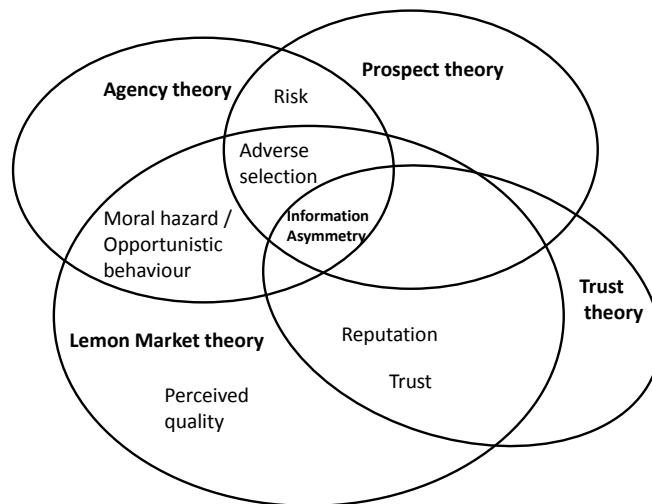 Prospect theory
Agency theory
Risk
Adverse
selection
Moral hazard /
Opportunistic
behaviour
Information
Asymmetry
Trust
theory
Lemon Market theory
Reputation
Trust
Perceived
quality